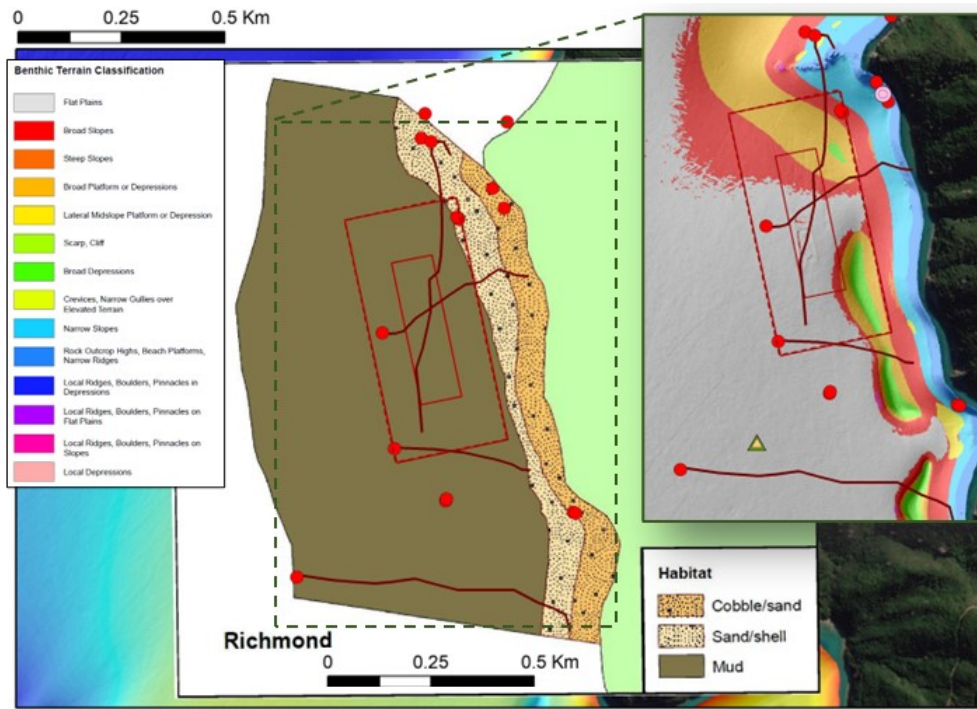 0 0.25 0.5 Km
Benthic Terrain Classification
Flat Plains
Broad Slopes
Steep Slopes
Broad Platform or Depressions
Lateral Midslope Platform or Depression
Scarp, Cliff
Broad Depressions
Crevices, Narrow Gullies over
Elevated Terrain
Narrow Slopes
Rock Outcrop Highs, Beach Platforms,
Narrow Ridges
Local Ridges, Boulders, Pinnacles in
Depressions
Local Ridges, Boulders, Pinnacles on
Flat Plains
Local Ridges, Boulders, Pinnacles on
Slopes
Local Depressions
Habitat
Cobble/sand
Sand/shell
Mud
Richmond
0 0.25 0.5 Km